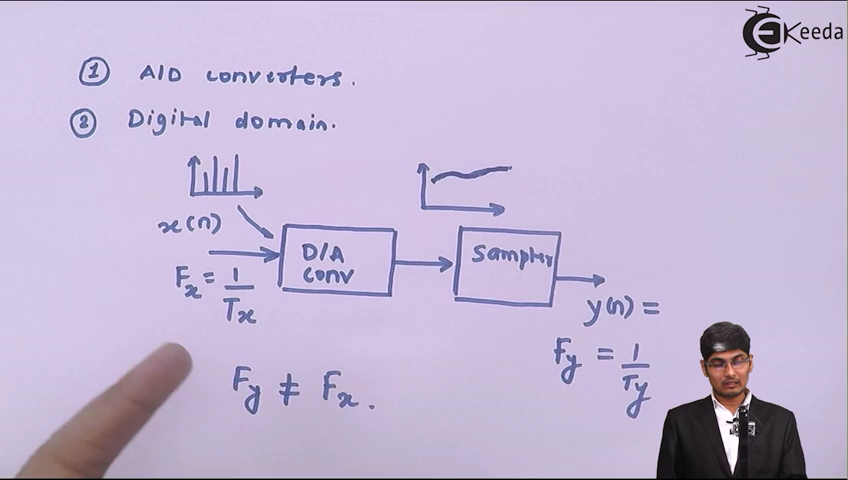 Ekeeda
① A/D converters.
② Digital domain.
x(n)
Fx = 1/Tx
D/A conv
Sampler
y(n) =
Fy = 1/Ty
Fy ≠ Fx.